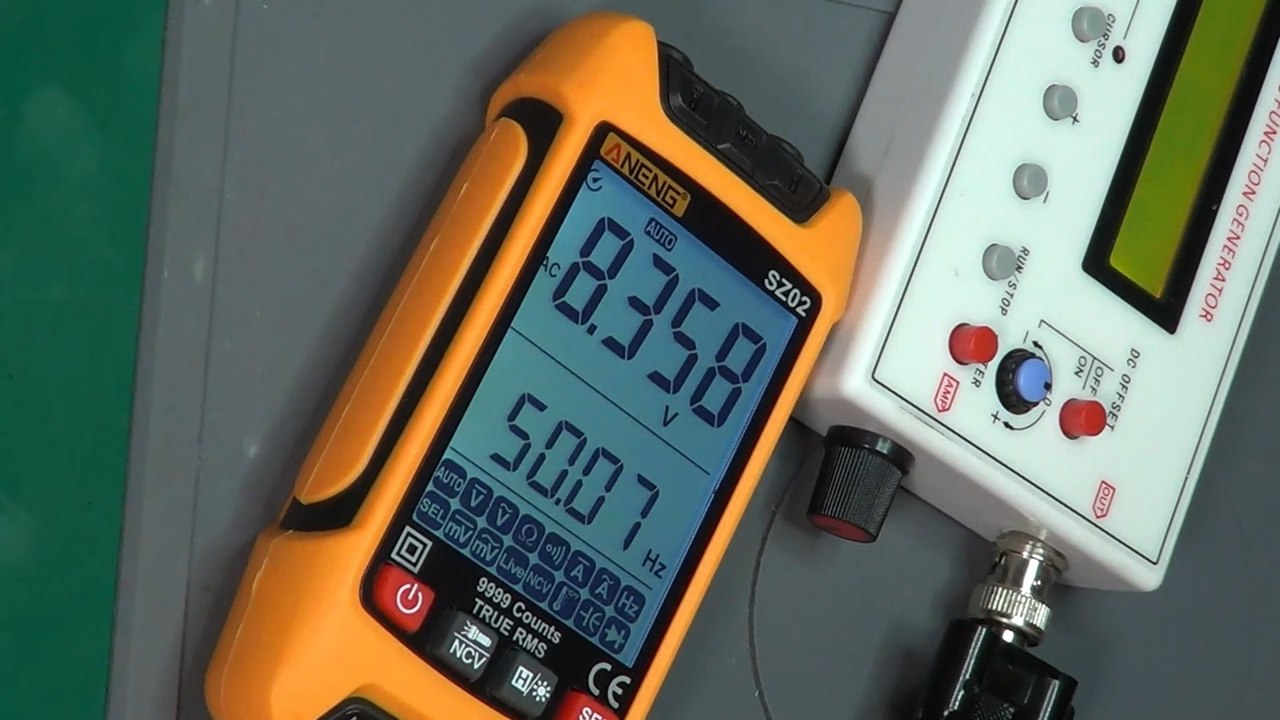 ANENG®
SZ02
AUTO
AC
8.358
V
50.07
Hz
AUTO V V Ω A A Hz
SEL mV mV Live NCV
9999 Counts
TRUE RMS
NCV
H
CE
CURSOR
+
-
RUN/STOP
FUNCTION GENERATOR
AMP
-
+
OFF
ON
DC OFFSET
OUT